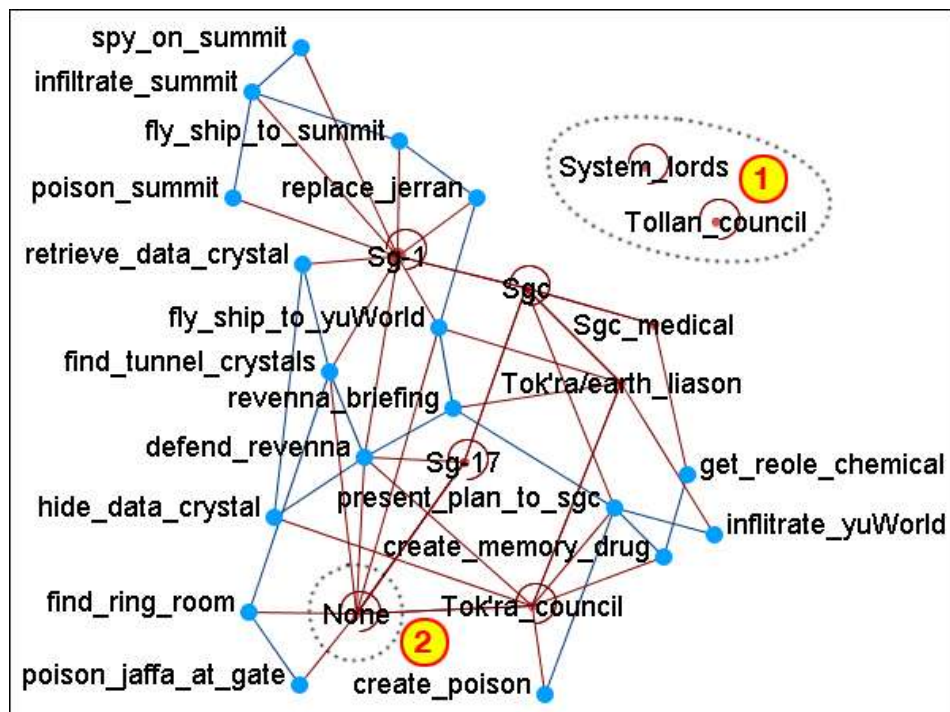 spy_on_summit
infiltrate_summit
fly_ship_to_summit
System_lords
1
poison_summit
replace_jerran
Tollan_council
retrieve_data_crystal
Sg-1
Sgc
fly_ship_to_yuWorld
Sgc_medical
find_tunnel_crystals
Tok'ra/earth_liason
revenna_briefing
defend_revenna
Sg-17
get_reole_chemical
present_plan_to_sgc
hide_data_crystal
inflitrate_yuWorld
create_memory_drug
find_ring_room
None
Tok'ra_council
2
poison_jaffa_at_gate
create_poison